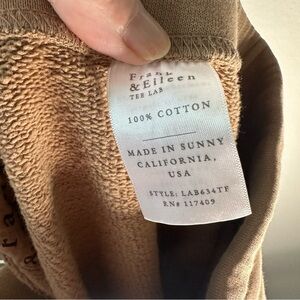 Frank
& Eileen
TEE LAB
100% COTTON
MADE IN SUNNY
CALIFORNIA,
USA
STYLE: LAB634TF
RN# 117409